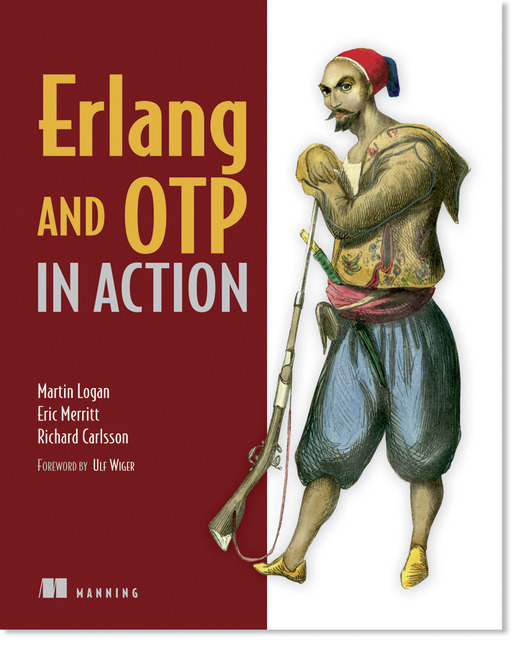 Erlang
AND OTP
IN ACTION
Martin Logan
Eric Merritt
Richard Carlsson
FOREWORD BY ULF WIGER
MANNING